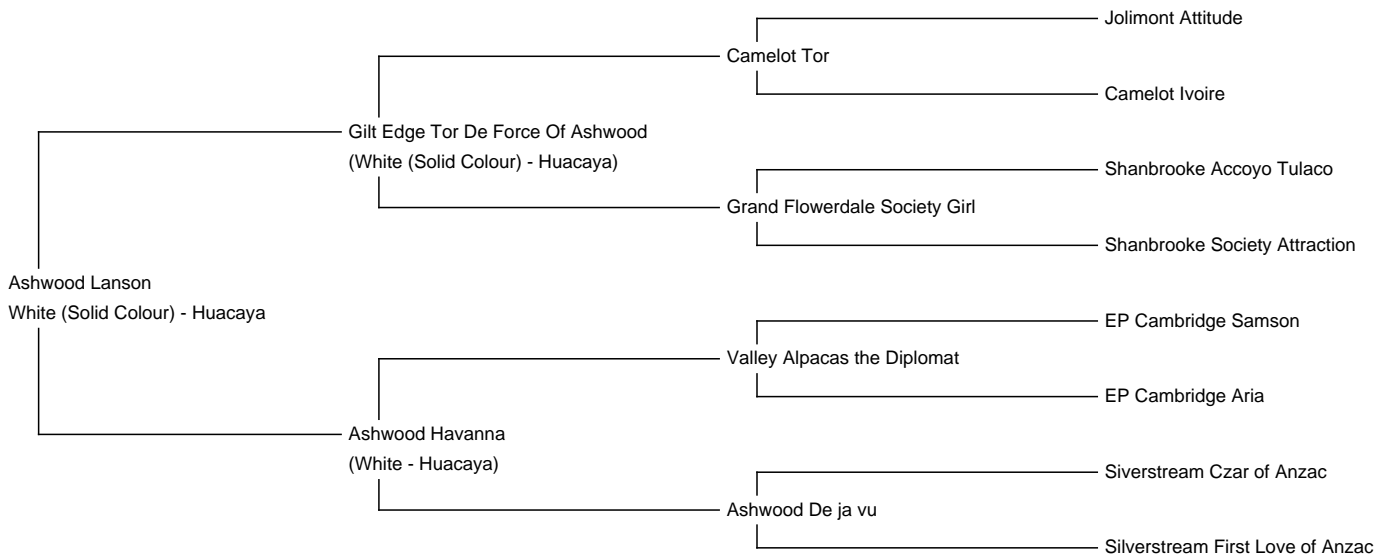 Jolimont Attitude
Camelot Tor
Camelot Ivoire
Gilt Edge Tor De Force Of Ashwood
(White (Solid Colour) - Huacaya)
Shanbrooke Accoyo Tulaco
Grand Flowerdale Society Girl
Shanbrooke Society Attraction
Ashwood Lanson
White (Solid Colour) - Huacaya
EP Cambridge Samson
Valley Alpacas the Diplomat
EP Cambridge Aria
Ashwood Havanna
(White - Huacaya)
Siverstream Czar of Anzac
Ashwood De ja vu
Silverstream First Love of Anzac